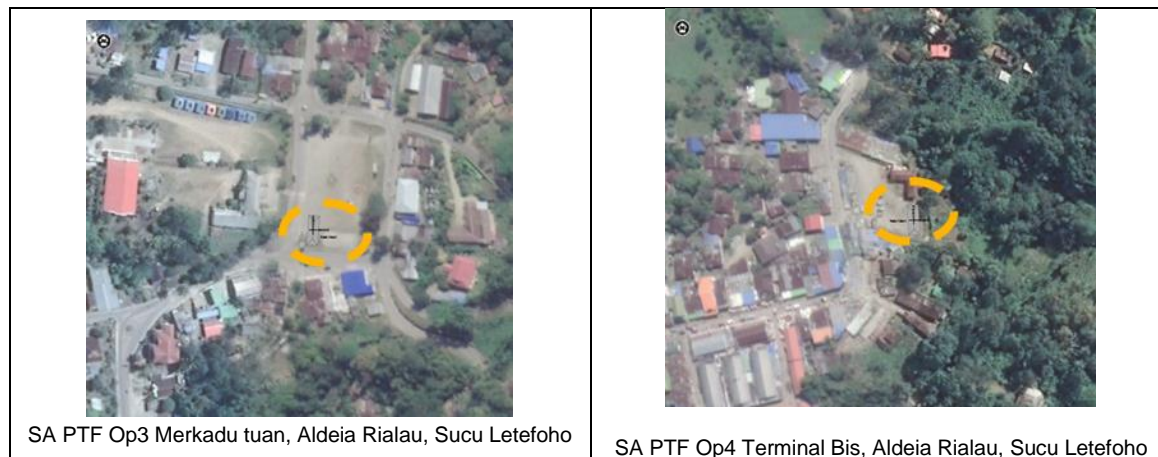 SA PTF Op3 Merkadu tuan, Aldeia Rialau, Sucu Letefoho
SA PTF Op4 Terminal Bis, Aldeia Rialau, Sucu Letefoho